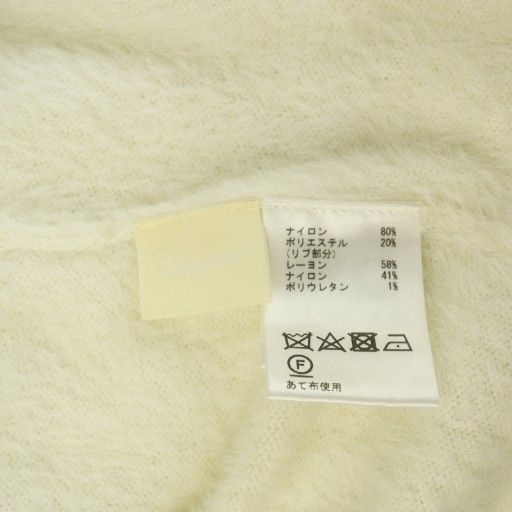 ナイロン 80%
ポリエステル 20%
(リブ部分)
レーヨン 58%
ナイロン 41%
ポリウレタン 1%
F
あて布使用